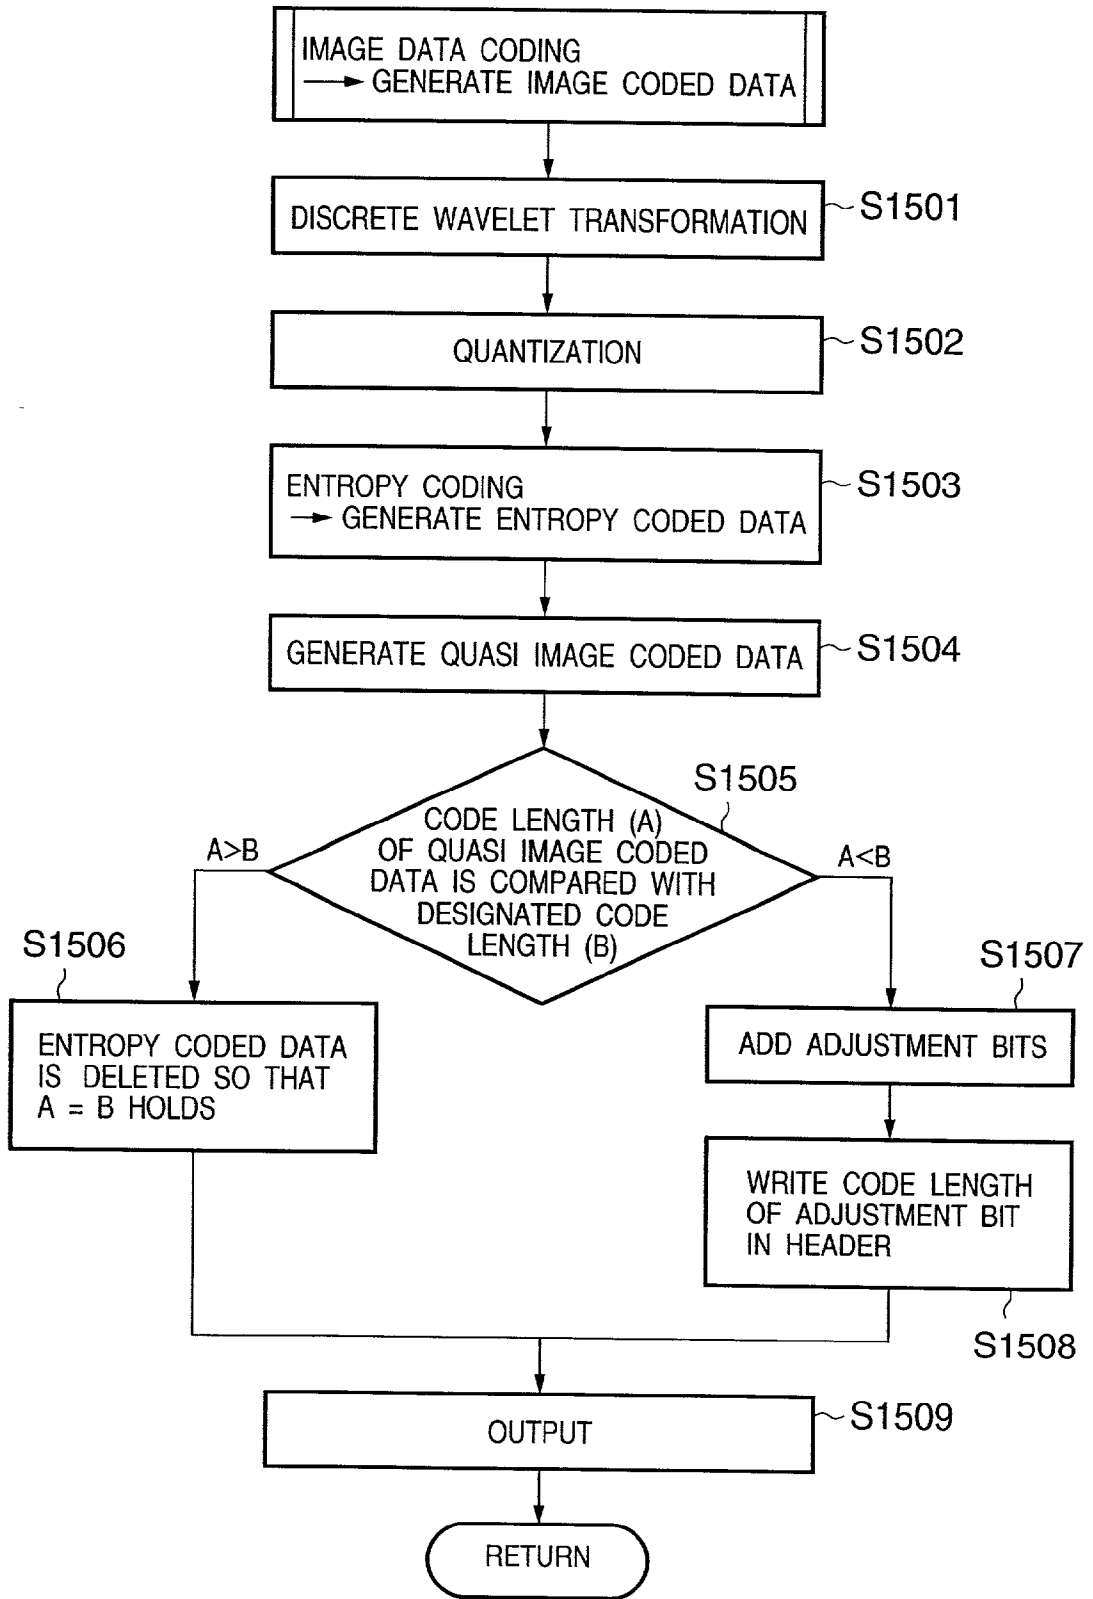 IMAGE DATA CODING
→ GENERATE IMAGE CODED DATA
DISCRETE WAVELET TRANSFORMATION
S1501
QUANTIZATION
S1502
ENTROPY CODING
→ GENERATE ENTROPY CODED DATA
S1503
GENERATE QUASI IMAGE CODED DATA
S1504
S1505
CODE LENGTH (A)
OF QUASI IMAGE CODED
DATA IS COMPARED WITH
DESIGNATED CODE
LENGTH (B)
A>B
A<B
S1506
ENTROPY CODED DATA
IS DELETED SO THAT
A = B HOLDS
S1507
ADD ADJUSTMENT BITS
WRITE CODE LENGTH
OF ADJUSTMENT BIT
IN HEADER
S1508
OUTPUT
S1509
RETURN